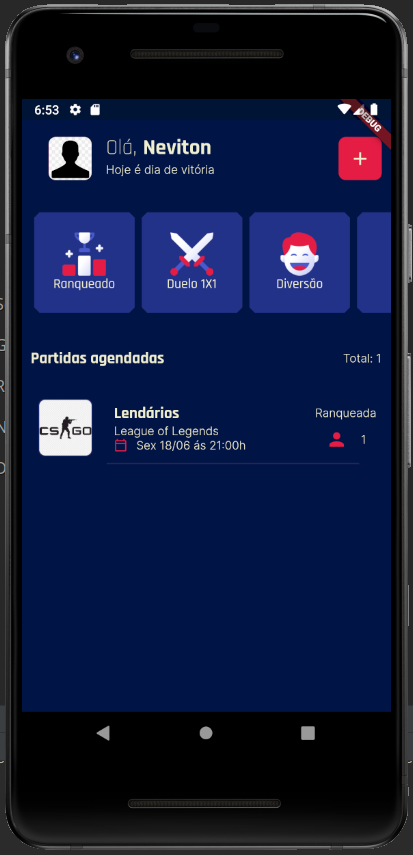 6:53
DEBUG
Olá, Neviton
Hoje é dia de vitória
+
Ranqueado
Duelo 1X1
Diversão
Partidas agendadas
Total: 1
CS GO
Lendários
Ranqueada
League of Legends
Sex 18/06 ás 21:00h
1